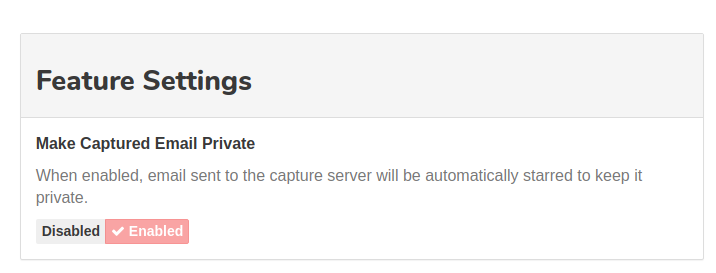 Feature Settings
Make Captured Email Private
When enabled, email sent to the capture server will be automatically starred to keep it
private.
Disabled Enabled